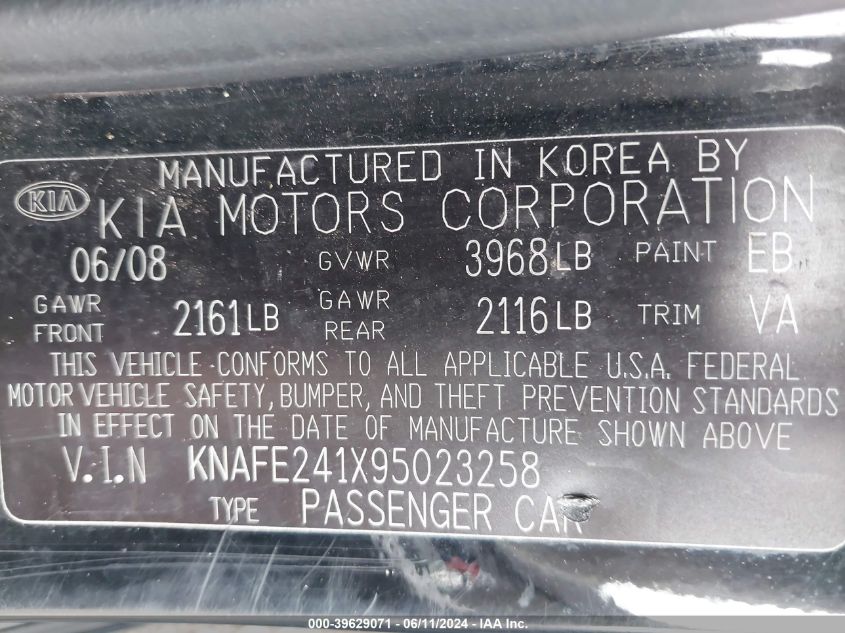 MANUFACTURED IN KOREA BY
KIA KIA MOTORS CORPORATION
06/08 GVWR 3968LB PAINT EB
GAWR FRONT 2161LB GAWR REAR 2116LB TRIM VA
THIS VEHICLE CONFORMS TO ALL APPLICABLE U.S.A. FEDERAL
MOTOR VEHICLE SAFETY, BUMPER, AND THEFT PREVENTION STANDARDS
IN EFFECT ON THE DATE OF MANUFACTURE SHOWN ABOVE
V.I.N KNAFE241X95023258
TYPE PASSENGER CAR
000-39629071 - 06/11/2024 - IAA Inc.